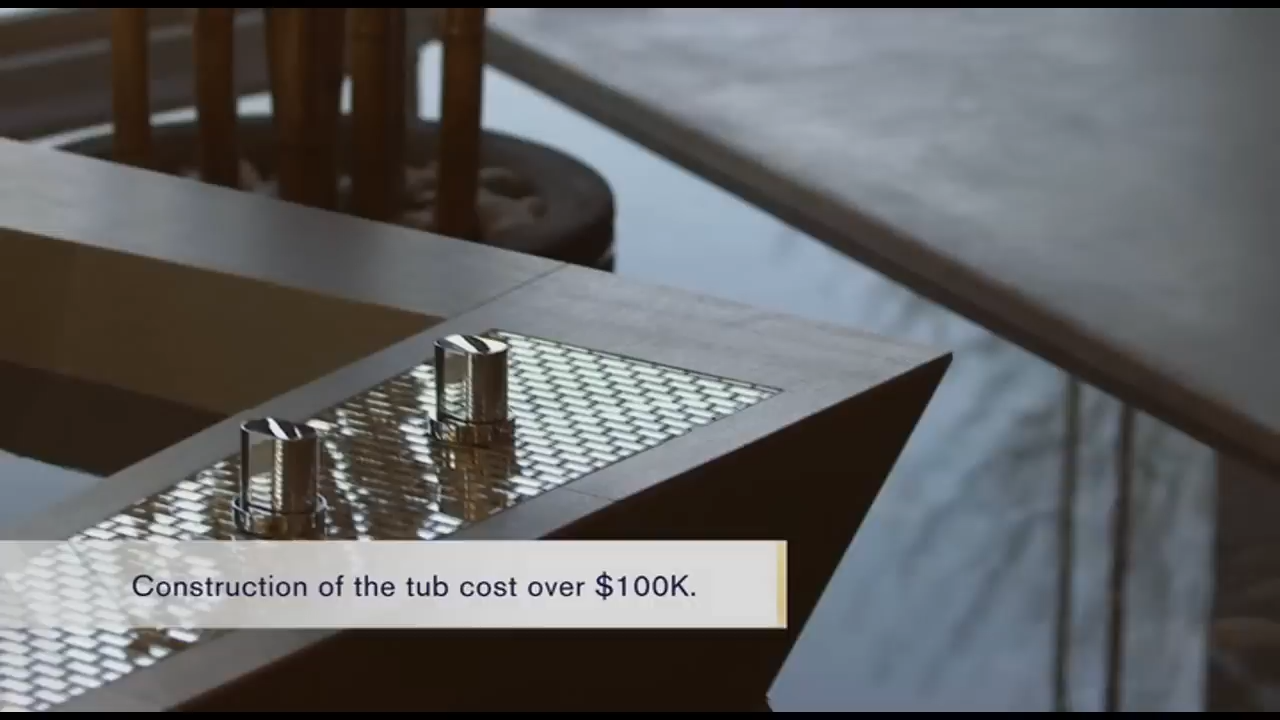 Construction of the tub cost over $100K.